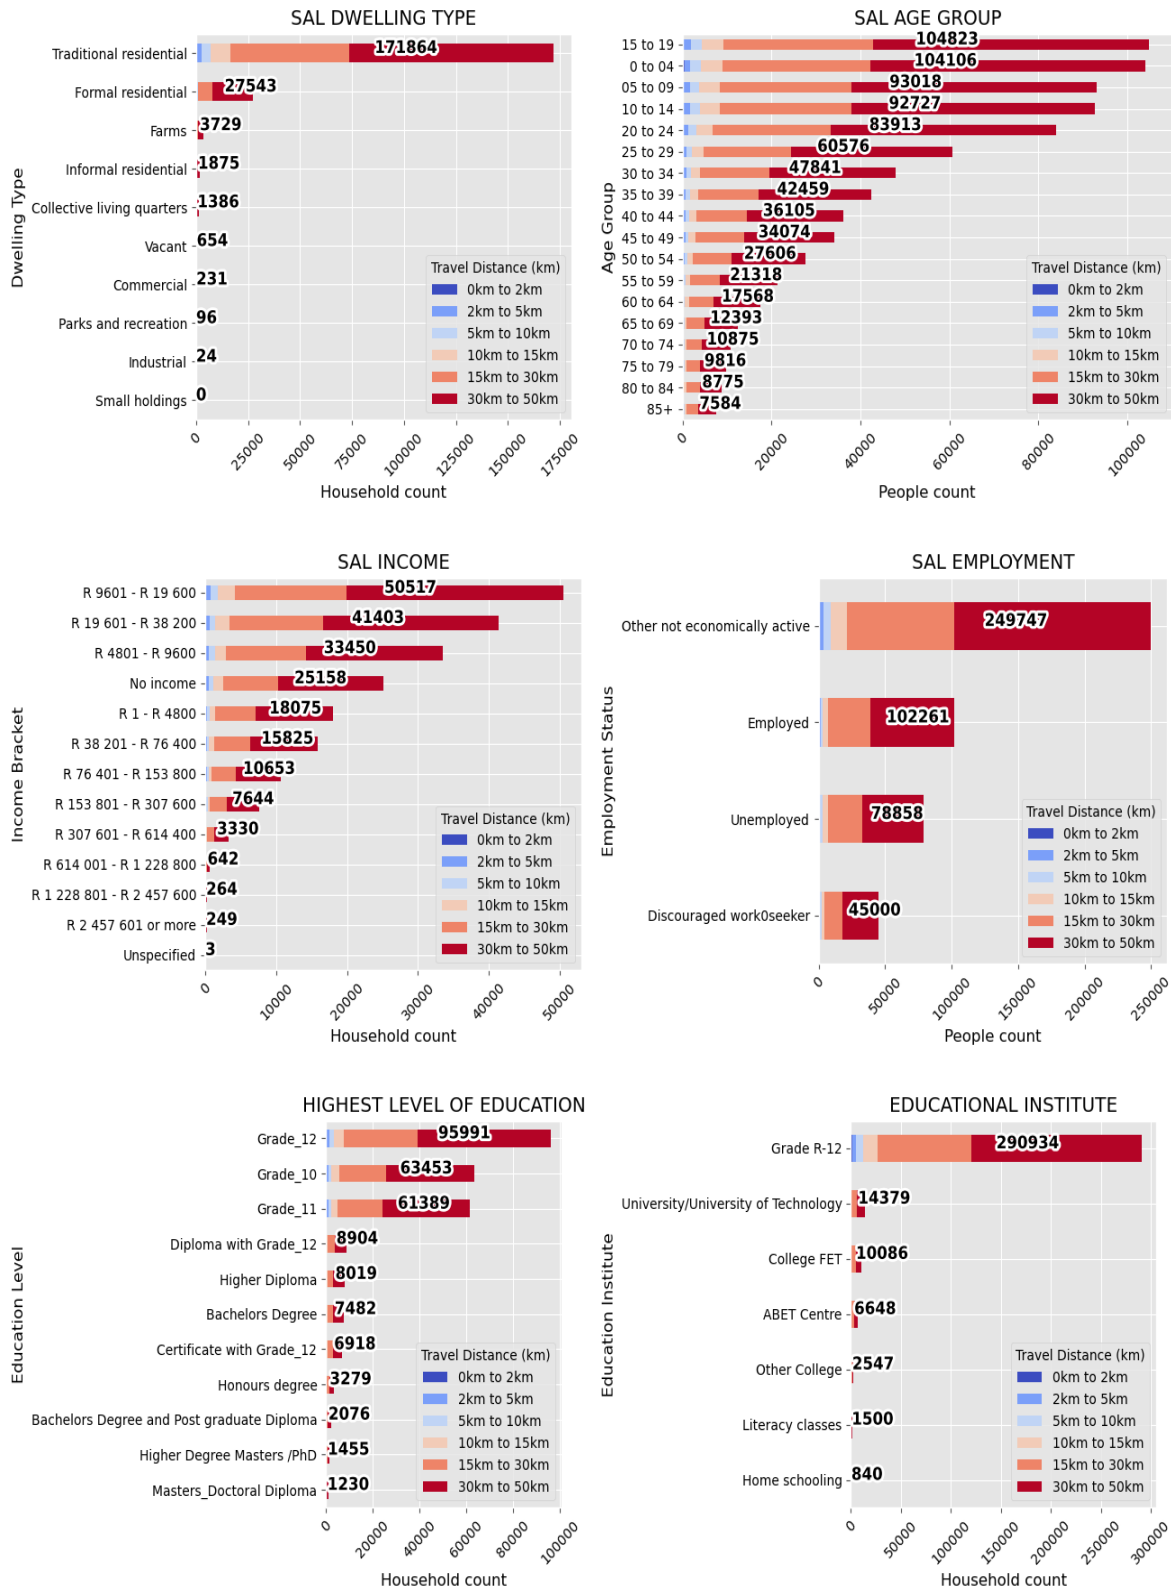 SAL DWELLING TYPE
Dwelling Type
Traditional residential 171864
Formal residential 27543
Farms 3729
Informal residential 1875
Collective living quarters 1386
Vacant 654
Commercial 231
Parks and recreation 96
Industrial 24
Small holdings 0
Travel Distance (km)
0km to 2km
2km to 5km
5km to 10km
10km to 15km
15km to 30km
30km to 50km
0 25000 50000 75000 100000 125000 150000 175000
Household count
SAL AGE GROUP
Age Group
15 to 19 104823
0 to 04 104106
05 to 09 93018
10 to 14 92727
20 to 24 83913
25 to 29 60576
30 to 34 47841
35 to 39 42459
40 to 44 36105
45 to 49 34074
50 to 54 27606
55 to 59 21318
60 to 64 17568
65 to 69 12393
70 to 74 10875
75 to 79 9816
80 to 84 8775
85+ 7584
Travel Distance (km)
0km to 2km
2km to 5km
5km to 10km
10km to 15km
15km to 30km
30km to 50km
0 20000 40000 60000 80000 100000
People count
SAL INCOME
Income Bracket
R 9601 - R 19 600 50517
R 19 601 - R 38 200 41403
R 4801 - R 9600 33450
No income 25158
R 1 - R 4800 18075
R 38 201 - R 76 400 15825
R 76 401 - R 153 800 10653
R 153 801 - R 307 600 7644
R 307 601 - R 614 400 3330
R 614 001 - R 1 228 800 642
R 1 228 801 - R 2 457 600 264
R 2 457 601 or more 249
Unspecified 3
Travel Distance (km)
0km to 2km
2km to 5km
5km to 10km
10km to 15km
15km to 30km
30km to 50km
0 10000 20000 30000 40000 50000
Household count
SAL EMPLOYMENT
Employment Status
Other not economically active 249747
Employed 102261
Unemployed 78858
Discouraged work0seeker 45000
Travel Distance (km)
0km to 2km
2km to 5km
5km to 10km
10km to 15km
15km to 30km
30km to 50km
0 50000 100000 150000 200000 250000
People count
HIGHEST LEVEL OF EDUCATION
Education Level
Grade_12 95991
Grade_10 63453
Grade_11 61389
Diploma with Grade_12 8904
Higher Diploma 8019
Bachelors Degree 7482
Certificate with Grade_12 6918
Honours degree 3279
Bachelors Degree and Post graduate Diploma 2076
Higher Degree Masters /PhD 1455
Masters_Doctoral Diploma 1230
Travel Distance (km)
0km to 2km
2km to 5km
5km to 10km
10km to 15km
15km to 30km
30km to 50km
0 20000 40000 60000 80000 100000
Household count
EDUCATIONAL INSTITUTE
Education Institute
Grade R-12 290934
University/University of Technology 14379
College FET 10086
ABET Centre 6648
Other College 2547
Literacy classes 1500
Home schooling 840
Travel Distance (km)
0km to 2km
2km to 5km
5km to 10km
10km to 15km
15km to 30km
30km to 50km
0 50000 100000 150000 200000 250000 300000
Household count